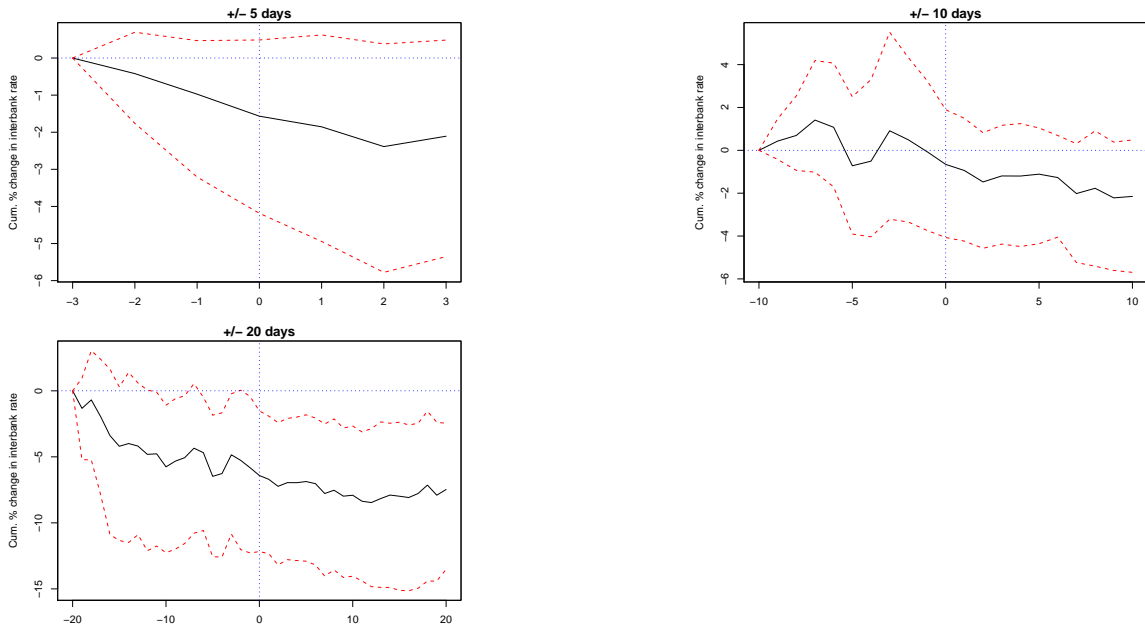 +/− 5 days
Cum. % change in interbank rate
0
−1
−2
−3
−4
−5
−6
−3 −2 −1 0 1 2 3
+/− 10 days
Cum. % change in interbank rate
4
2
0
−2
−4
−6
−10 −5 0 5 10
+/− 20 days
Cum. % change in interbank rate
0
−5
−10
−15
−20 −10 0 10 20